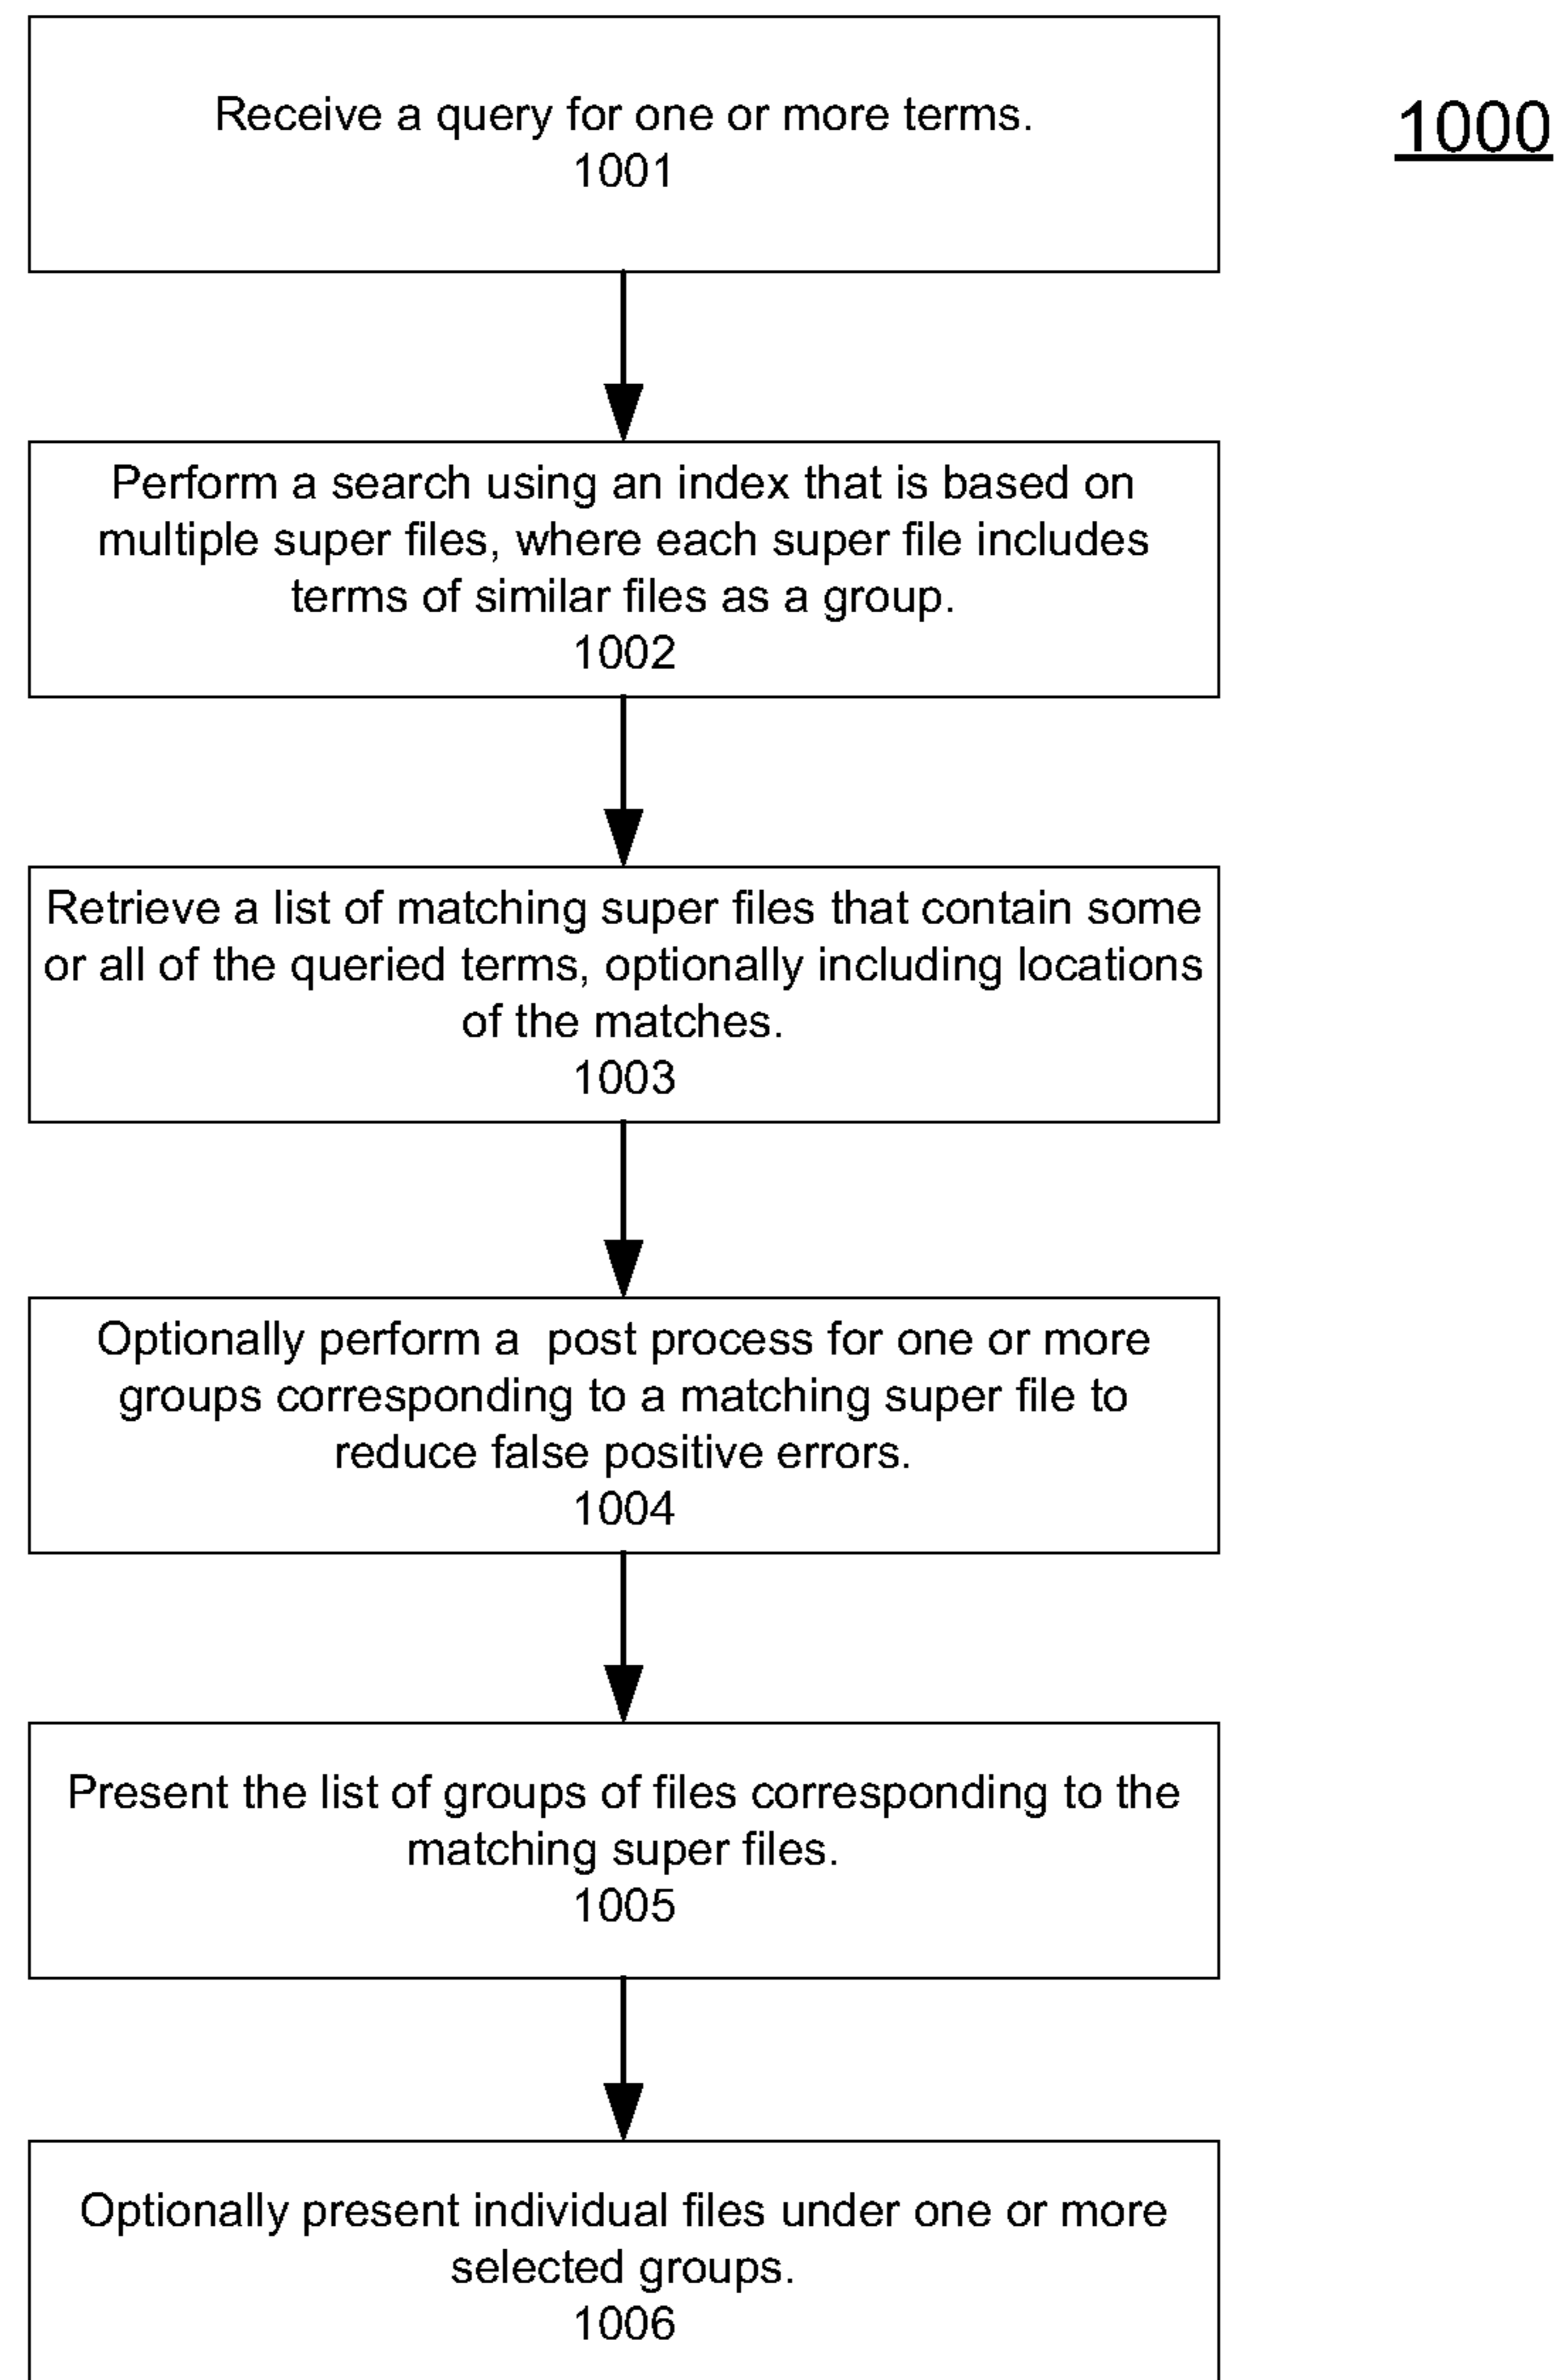 Receive a query for one or more terms.
1001
1000
Perform a search using an index that is based on
multiple super files, where each super file includes
terms of similar files as a group.
1002
Retrieve a list of matching super files that contain some
or all of the queried terms, optionally including locations
of the matches.
1003
Optionally perform a  post process for one or more
groups corresponding to a matching super file to
reduce false positive errors.
1004
Present the list of groups of files corresponding to the
matching super files.
1005
Optionally present individual files under one or more
selected groups.
1006